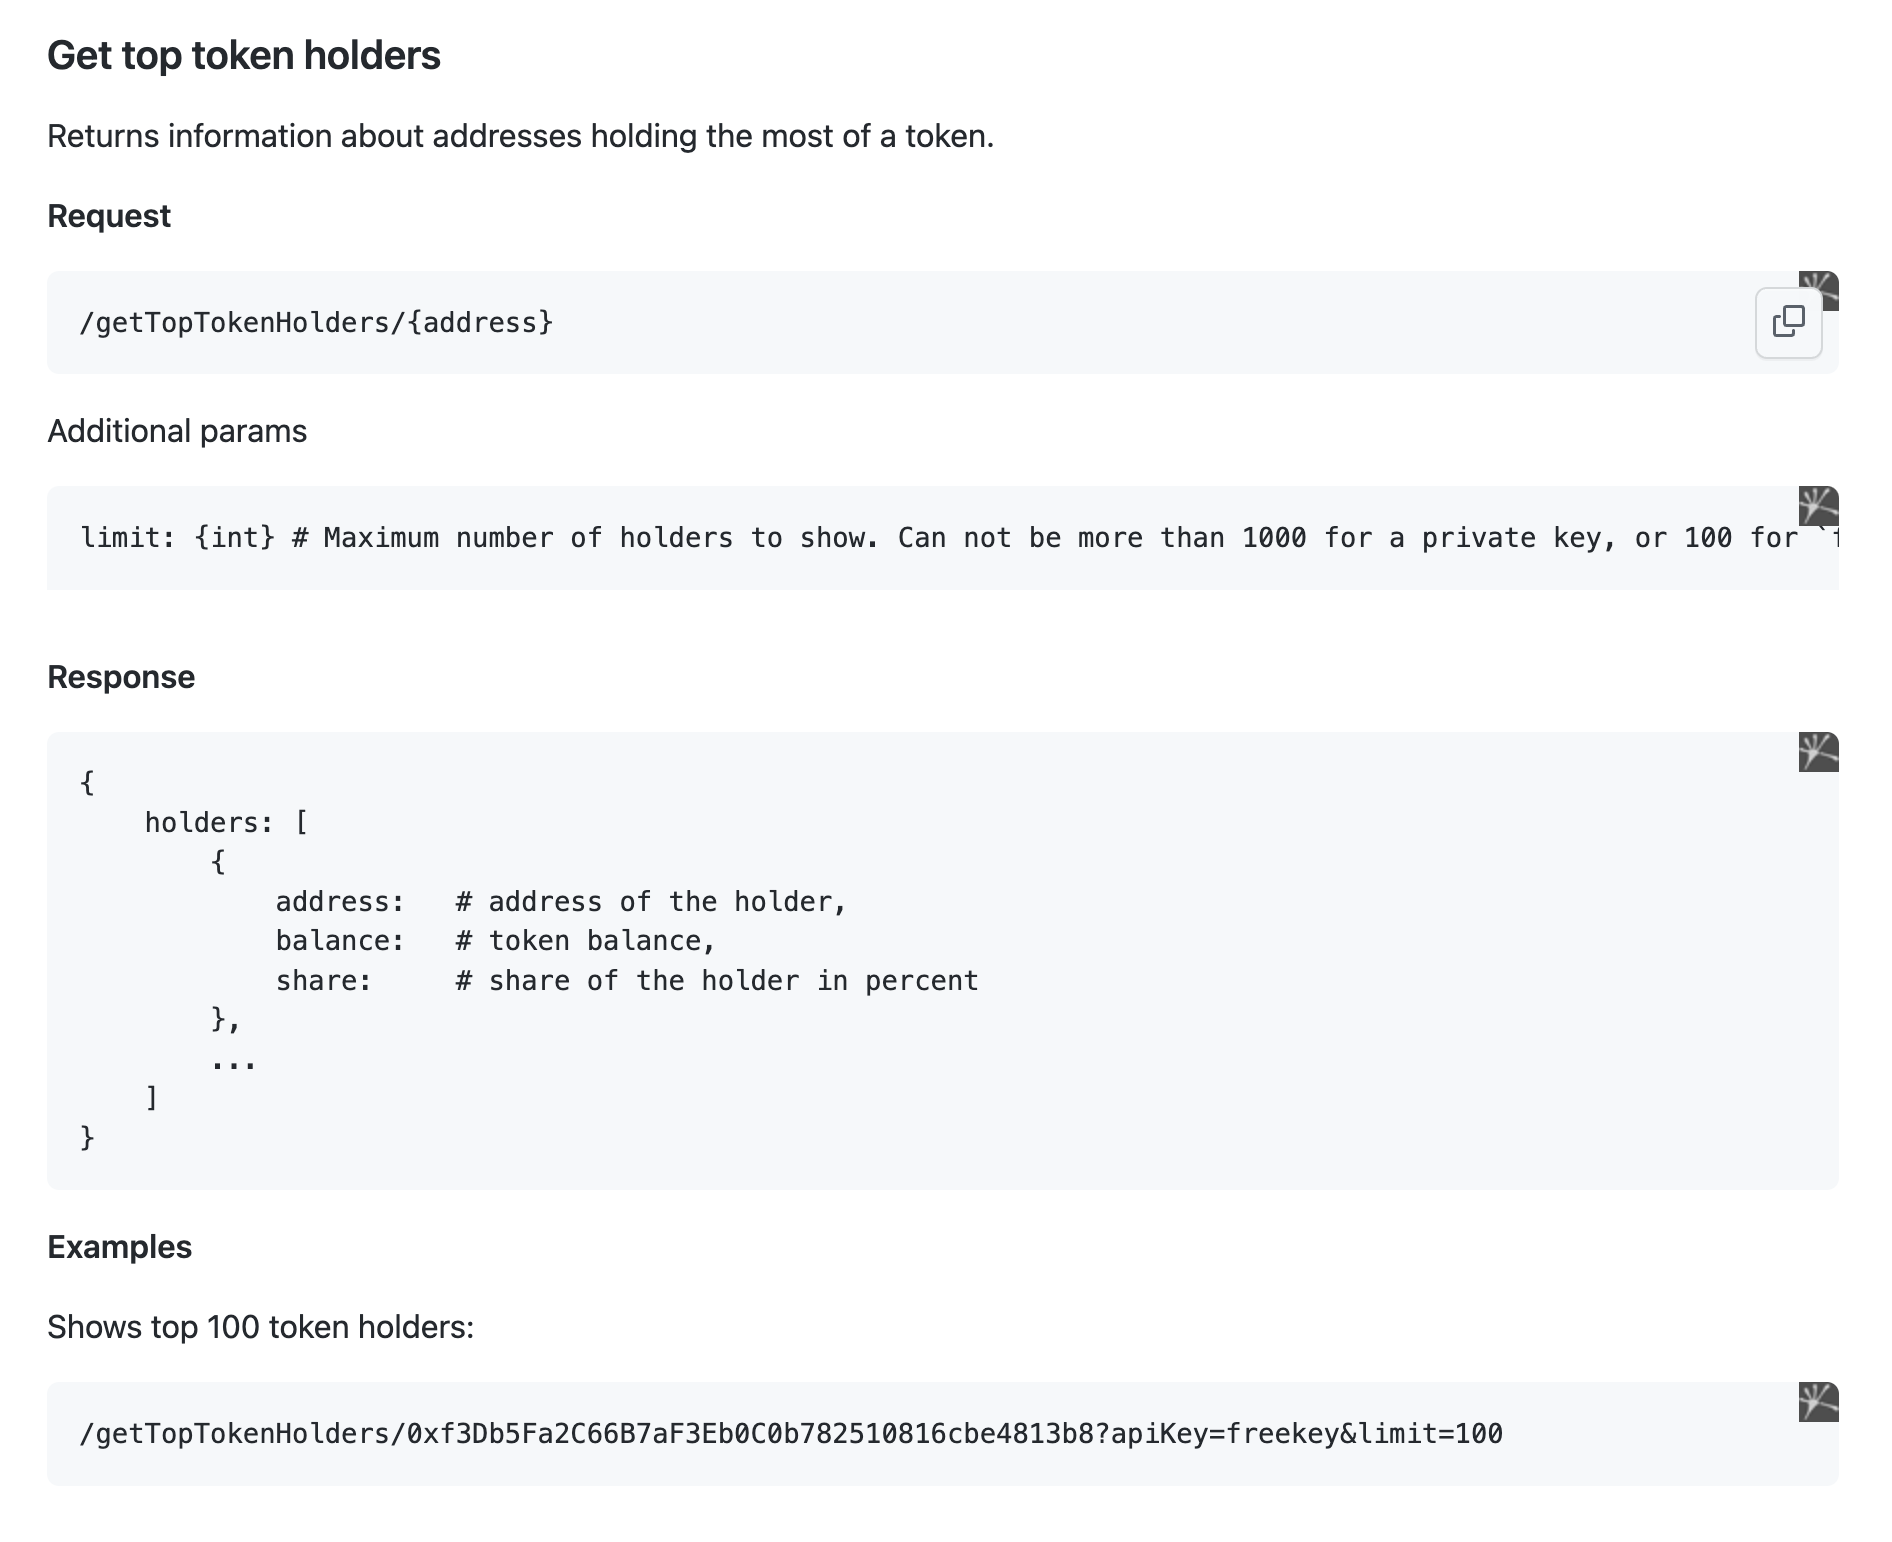 Get top token holders
Returns information about addresses holding the most of a token.
Request
/getTopTokenHolders/{address}
Additional params
limit: {int} # Maximum number of holders to show. Can not be more than 1000 for a private key, or 100 for `f
Response
{
    holders: [
        {
            address:   # address of the holder,
            balance:   # token balance,
            share:     # share of the holder in percent
        },
        ...
    ]
}
Examples
Shows top 100 token holders:
/getTopTokenHolders/0xf3Db5Fa2C66B7aF3Eb0C0b782510816cbe4813b8?apiKey=freekey&limit=100